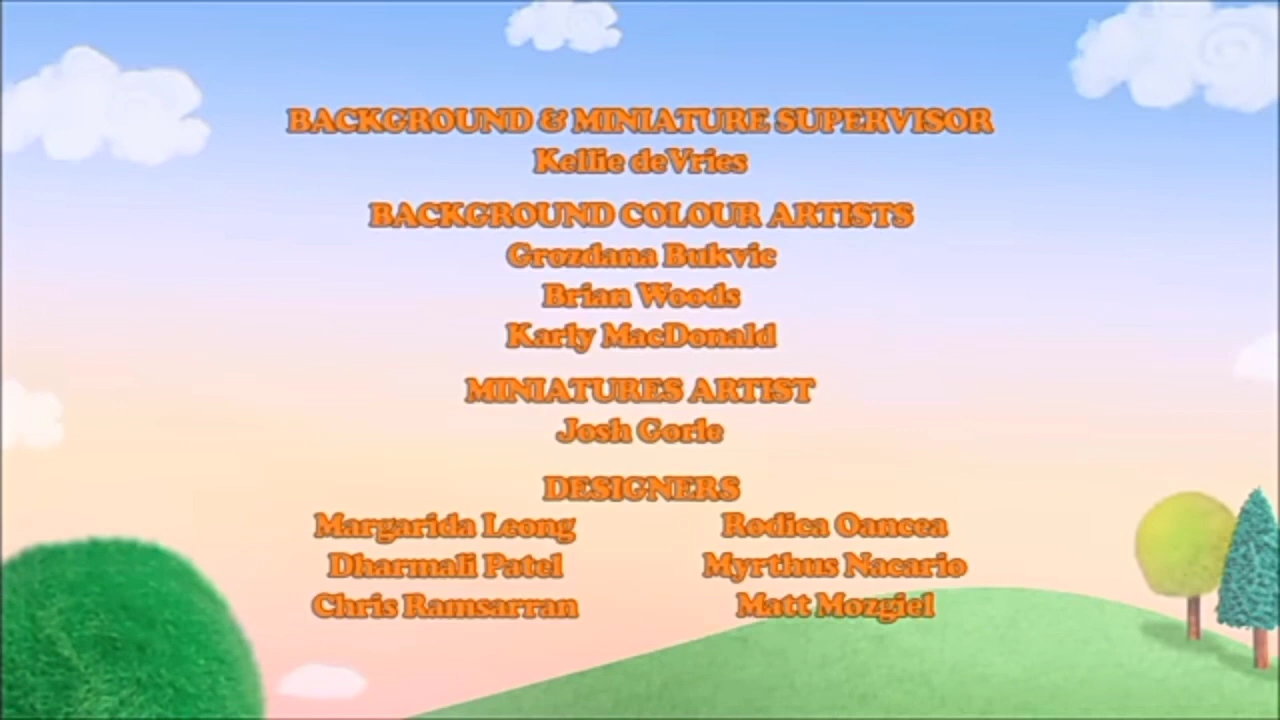 BACKGROUND & MINIATURE SUPERVISOR
Kellie deVries
BACKGROUND COLOUR ARTISTS
Grozdana Bukvic
Brian Woods
Karly MacDonald
MINIATURES ARTIST
Josh Gorle
DESIGNERS
Margarida Leong Rodica Oancea
Dharmali Patel Myrthus Nacario
Chris Ramsarran Matt Mozgiel